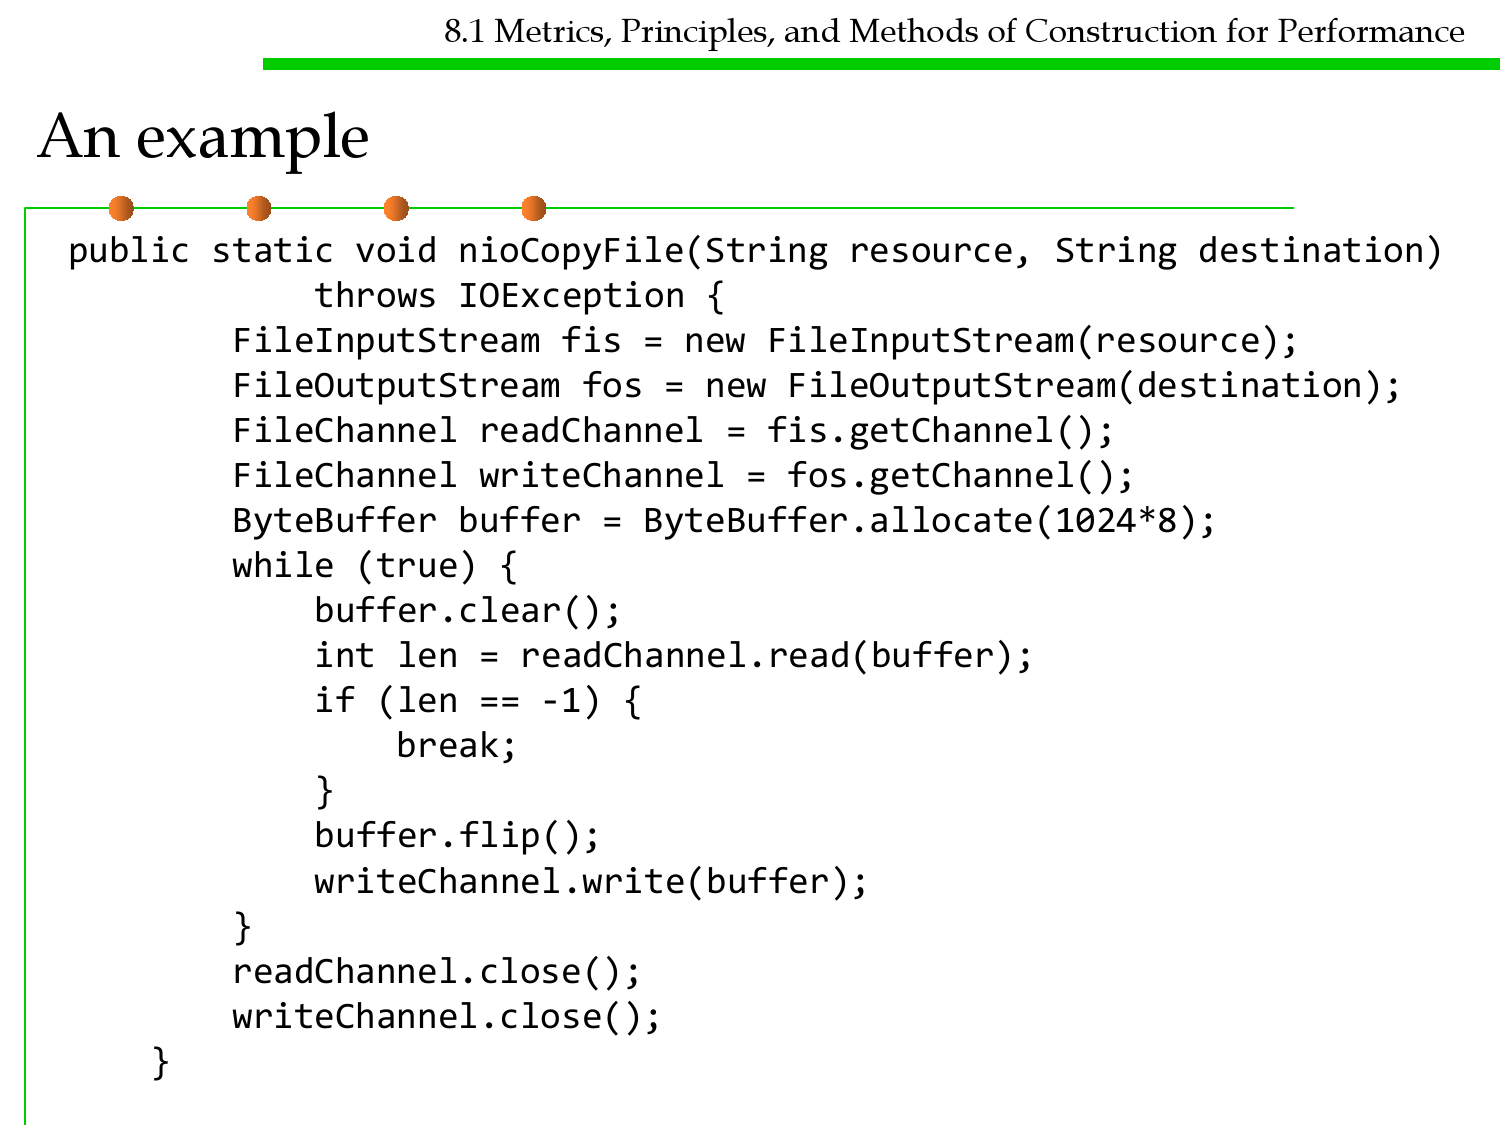 8.1 Metrics, Principles, and Methods of Construction for Performance
An example
public static void nioCopyFile(String resource, String destination)
            throws IOException {
        FileInputStream fis = new FileInputStream(resource);
        FileOutputStream fos = new FileOutputStream(destination);
        FileChannel readChannel = fis.getChannel();
        FileChannel writeChannel = fos.getChannel();
        ByteBuffer buffer = ByteBuffer.allocate(1024*8);
        while (true) {
            buffer.clear();
            int len = readChannel.read(buffer);
            if (len == -1) {
                break;
            }
            buffer.flip();
            writeChannel.write(buffer);
        }
        readChannel.close();
        writeChannel.close();
    }